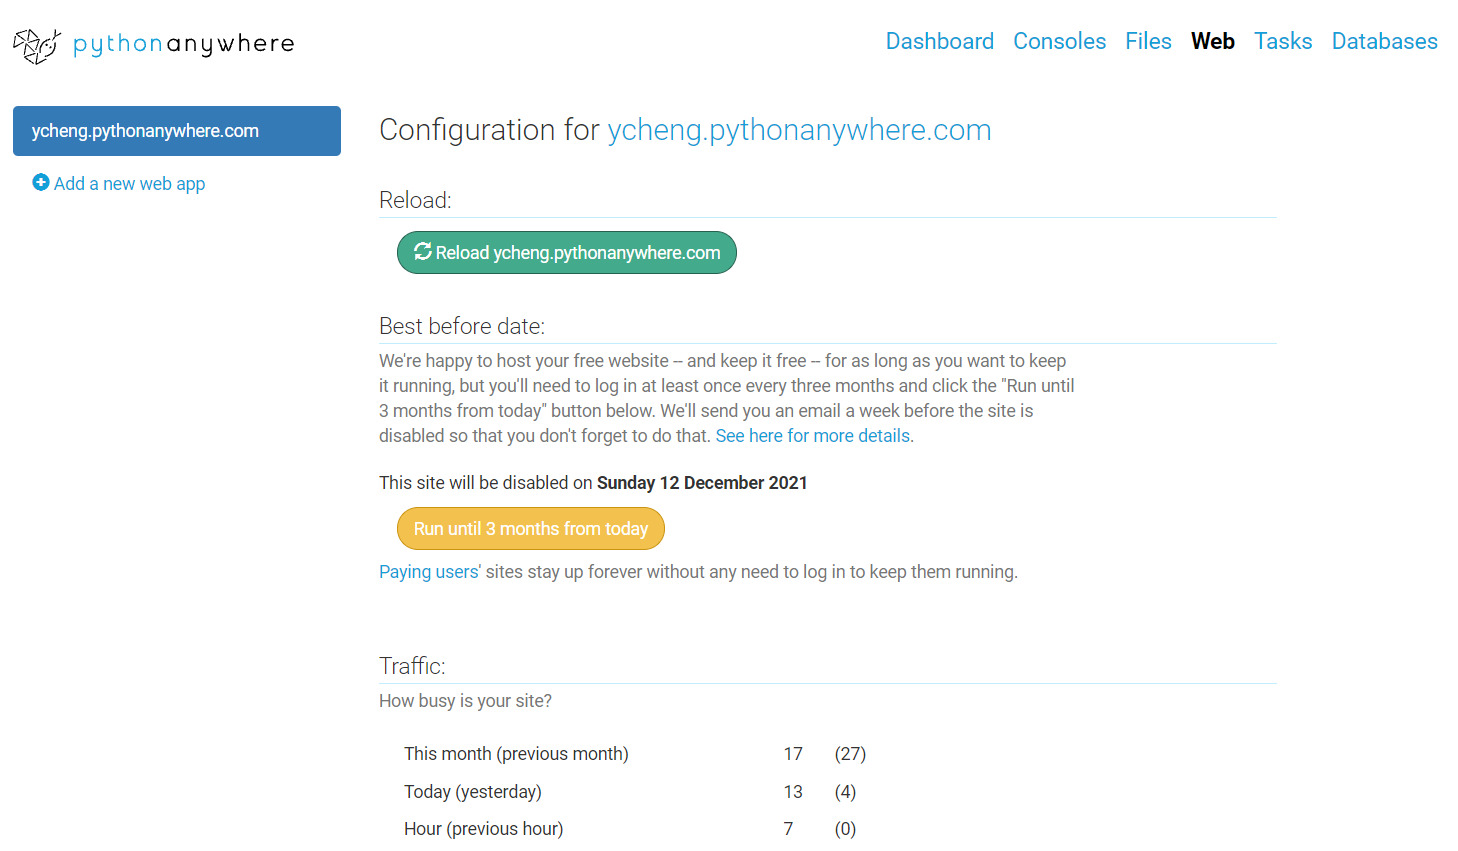 pythonanywhere
Dashboard Consoles Files Web Tasks Databases
ycheng.pythonanywhere.com
Add a new web app
Configuration for ycheng.pythonanywhere.com
Reload:
Reload ycheng.pythonanywhere.com
Best before date:
We're happy to host your free website -- and keep it free -- for as long as you want to keep
it running, but you'll need to log in at least once every three months and click the "Run until
3 months from today" button below. We'll send you an email a week before the site is
disabled so that you don't forget to do that. See here for more details.
This site will be disabled on Sunday 12 December 2021
Run until 3 months from today
Paying users' sites stay up forever without any need to log in to keep them running.
Traffic:
How busy is your site?
This month (previous month) 17 (27)
Today (yesterday) 13 (4)
Hour (previous hour) 7 (0)